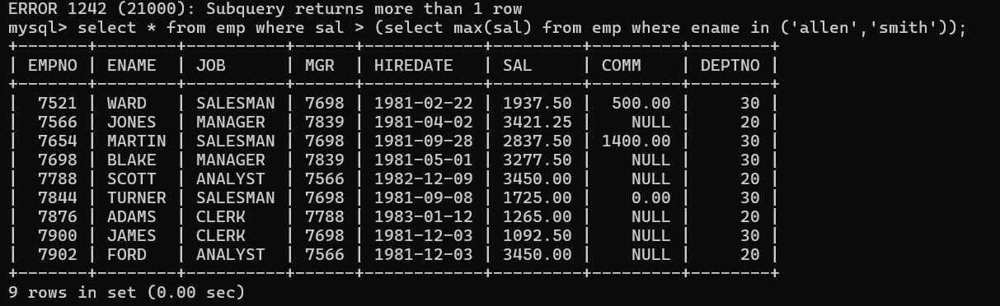 ERROR 1242 (21000): Subquery returns more than 1 row
mysql> select * from emp where sal > (select max(sal) from emp where ename in ('allen','smith'));
+-------+--------+----------+------+------------+---------+---------+--------+
| EMPNO | ENAME  | JOB      | MGR  | HIREDATE   | SAL     | COMM    | DEPTNO |
+-------+--------+----------+------+------------+---------+---------+--------+
|  7521 | WARD   | SALESMAN | 7698 | 1981-02-22 | 1937.50 |  500.00 |     30 |
|  7566 | JONES  | MANAGER  | 7839 | 1981-04-02 | 3421.25 |    NULL |     20 |
|  7654 | MARTIN | SALESMAN | 7698 | 1981-09-28 | 2837.50 | 1400.00 |     30 |
|  7698 | BLAKE  | MANAGER  | 7839 | 1981-05-01 | 3277.50 |    NULL |     30 |
|  7788 | SCOTT  | ANALYST  | 7566 | 1982-12-09 | 3450.00 |    NULL |     20 |
|  7844 | TURNER | SALESMAN | 7698 | 1981-09-08 | 1725.00 |    0.00 |     30 |
|  7876 | ADAMS  | CLERK    | 7788 | 1983-01-12 | 1265.00 |    NULL |     20 |
|  7900 | JAMES  | CLERK    | 7698 | 1981-12-03 | 1092.50 |    NULL |     30 |
|  7902 | FORD   | ANALYST  | 7566 | 1981-12-03 | 3450.00 |    NULL |     20 |
+-------+--------+----------+------+------------+---------+---------+--------+
9 rows in set (0.00 sec)